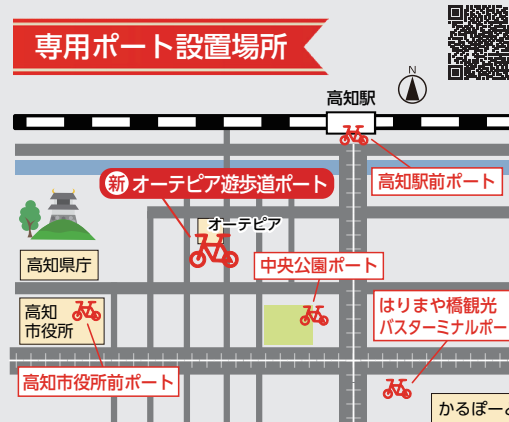 専用ポート設置場所
N
高知駅
高知駅前ポート
新 オーテピア遊歩道ポート
オーテピア
高知県庁
中央公園ポート
高知
市役所
はりまや橋観光
バスターミナルポー
高知市役所前ポート
かるぽーと